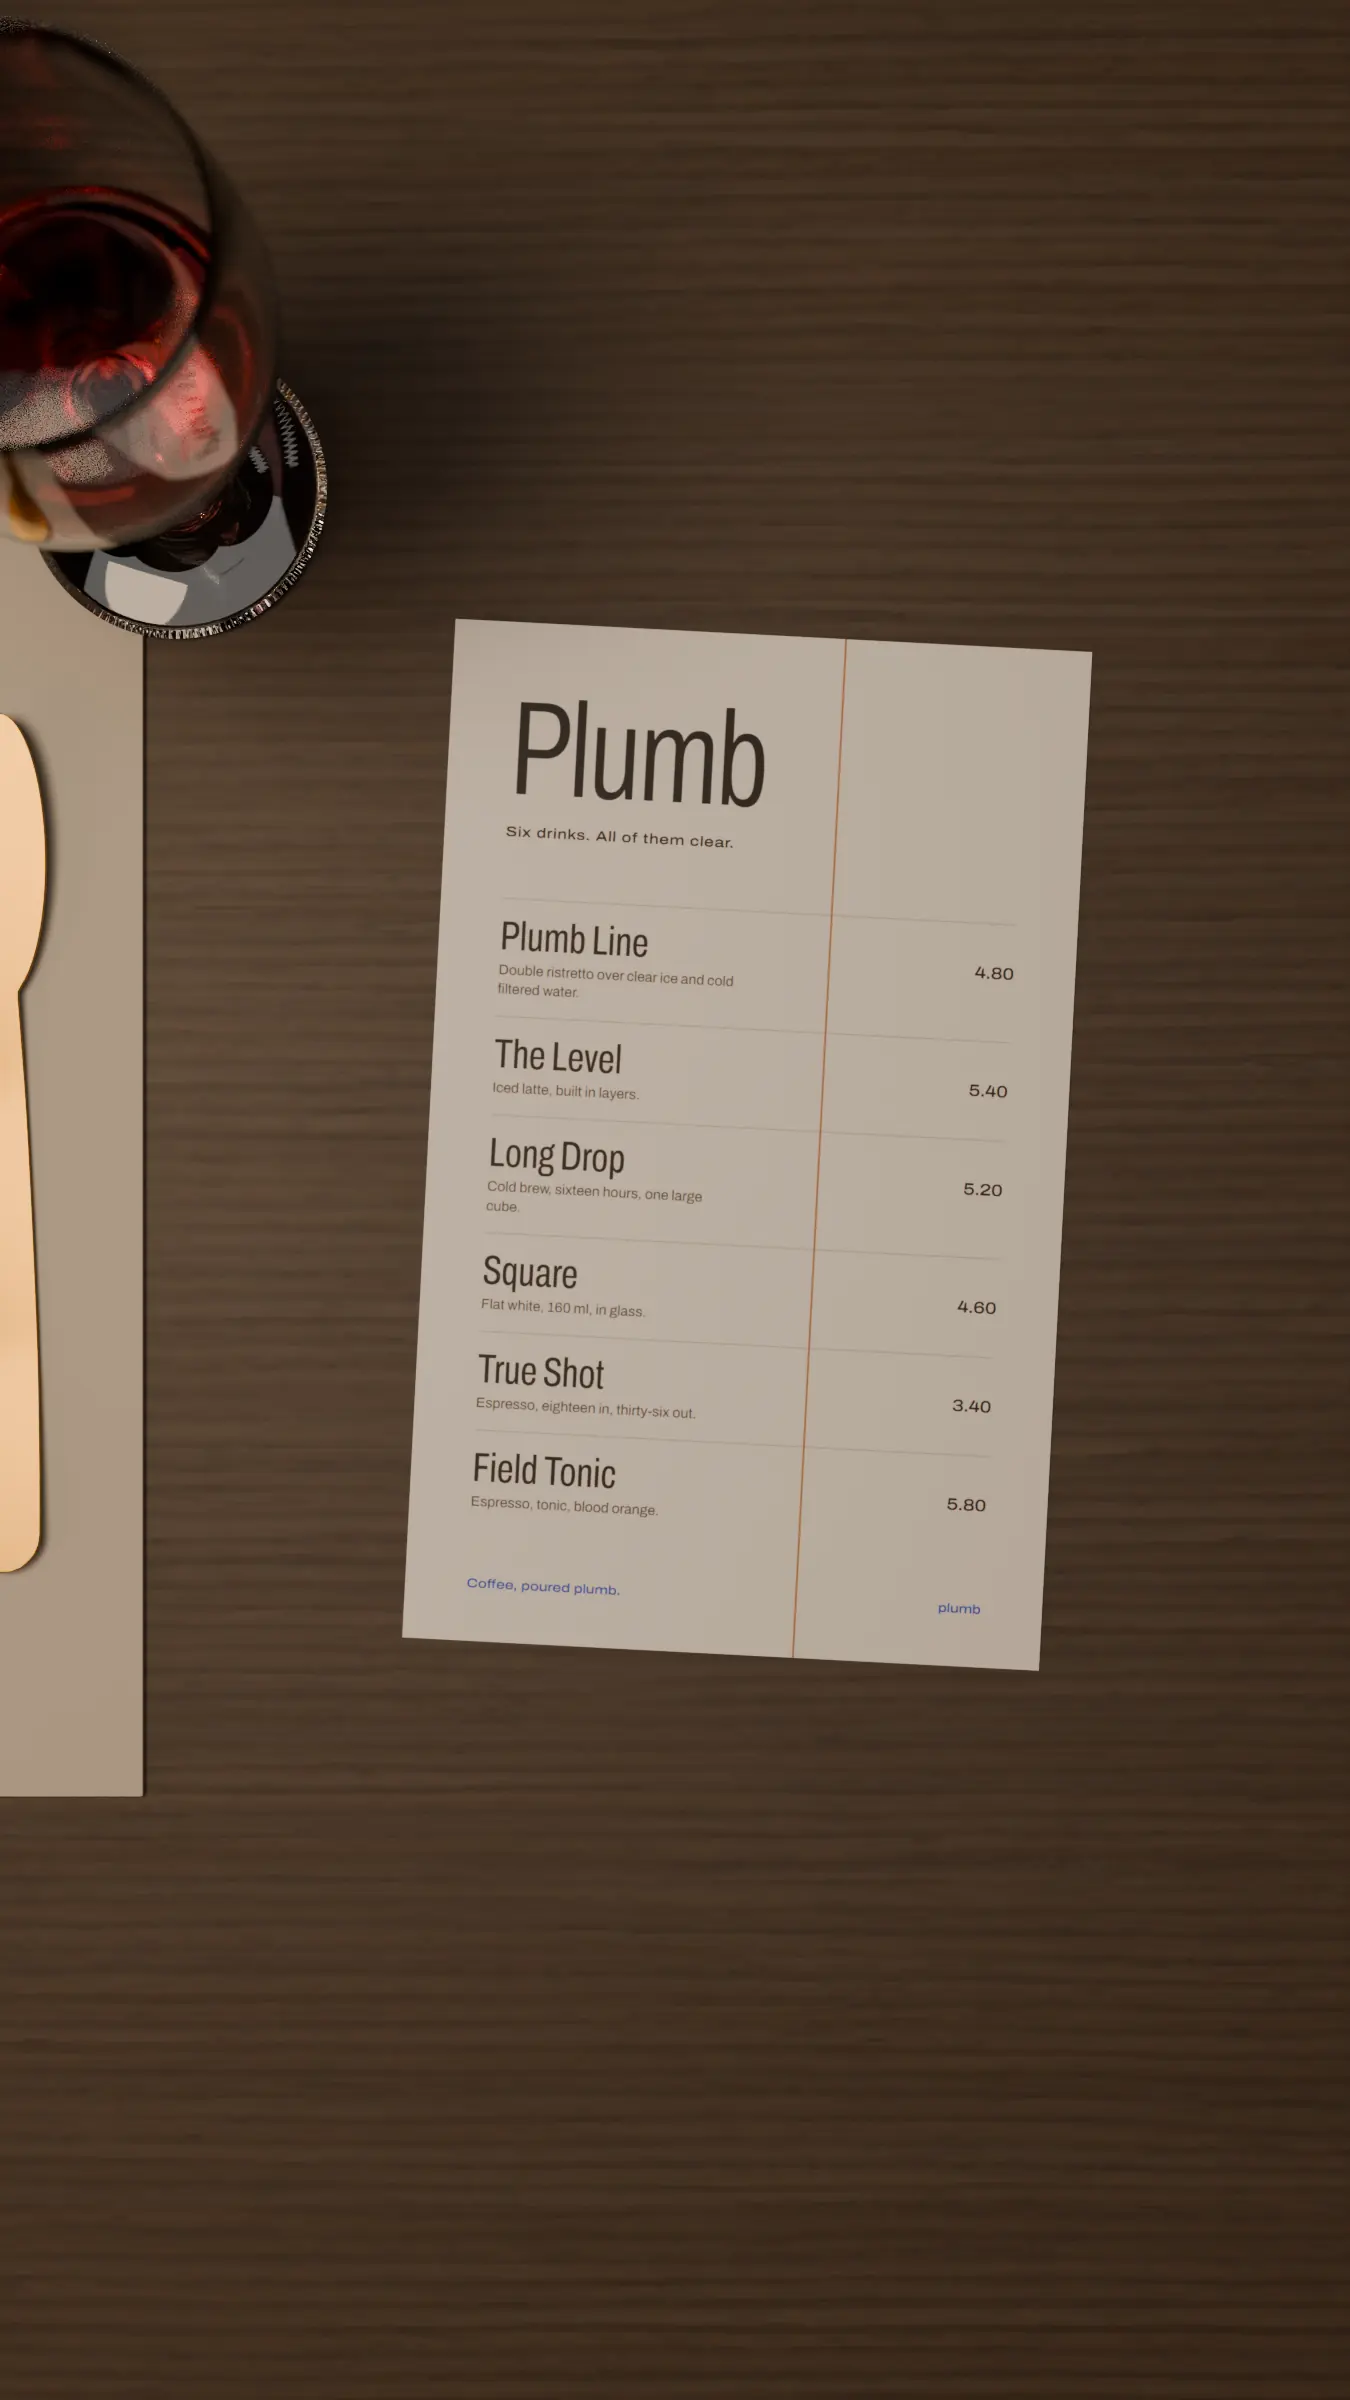 Plumb
Six drinks. All of them clear.
Plumb Line
Double ristretto over clear ice and cold
filtered water.
4.80
The Level
Iced latte, built in layers.
5.40
Long Drop
Cold brew, sixteen hours, one large
cube.
5.20
Square
Flat white, 160 ml, in glass.
4.60
True Shot
Espresso, eighteen in, thirty-six out.
3.40
Field Tonic
Espresso, tonic, blood orange.
5.80
Coffee, poured plumb.
plumb